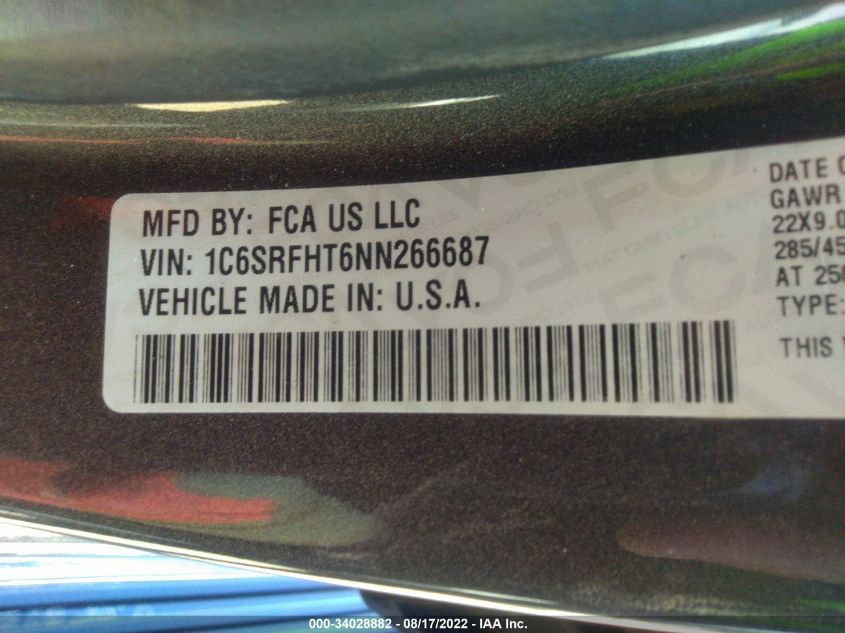 MFD BY: FCA US LLC
VIN: 1C6SRFHT6NN266687
VEHICLE MADE IN: U.S.A.
DATE O
GAWR
22X9.0
285/45
AT 250
TYPE:
THIS
000-34028882 - 08/17/2022 - IAA Inc.